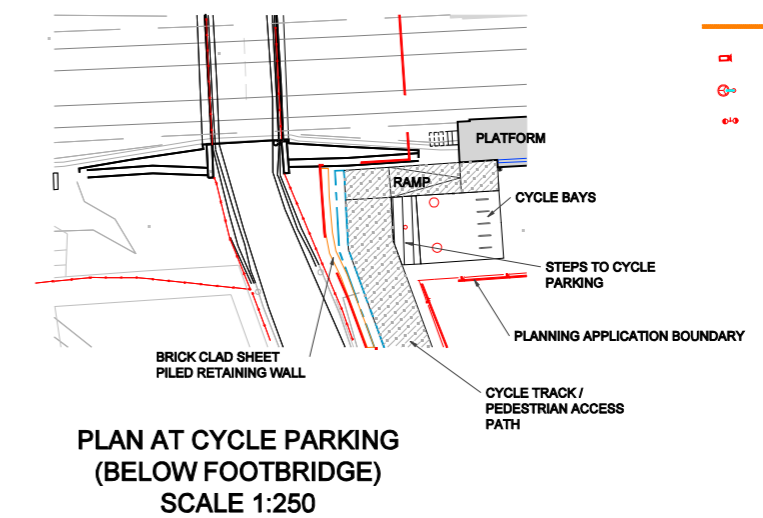 PLATFORM
RAMP
CYCLE BAYS
STEPS TO CYCLE
PARKING
PLANNING APPLICATION BOUNDARY
BRICK CLAD SHEET
PILED RETAINING WALL
CYCLE TRACK /
PEDESTRIAN ACCESS
PATH
PLAN AT CYCLE PARKING
(BELOW FOOTBRIDGE)
SCALE 1:250